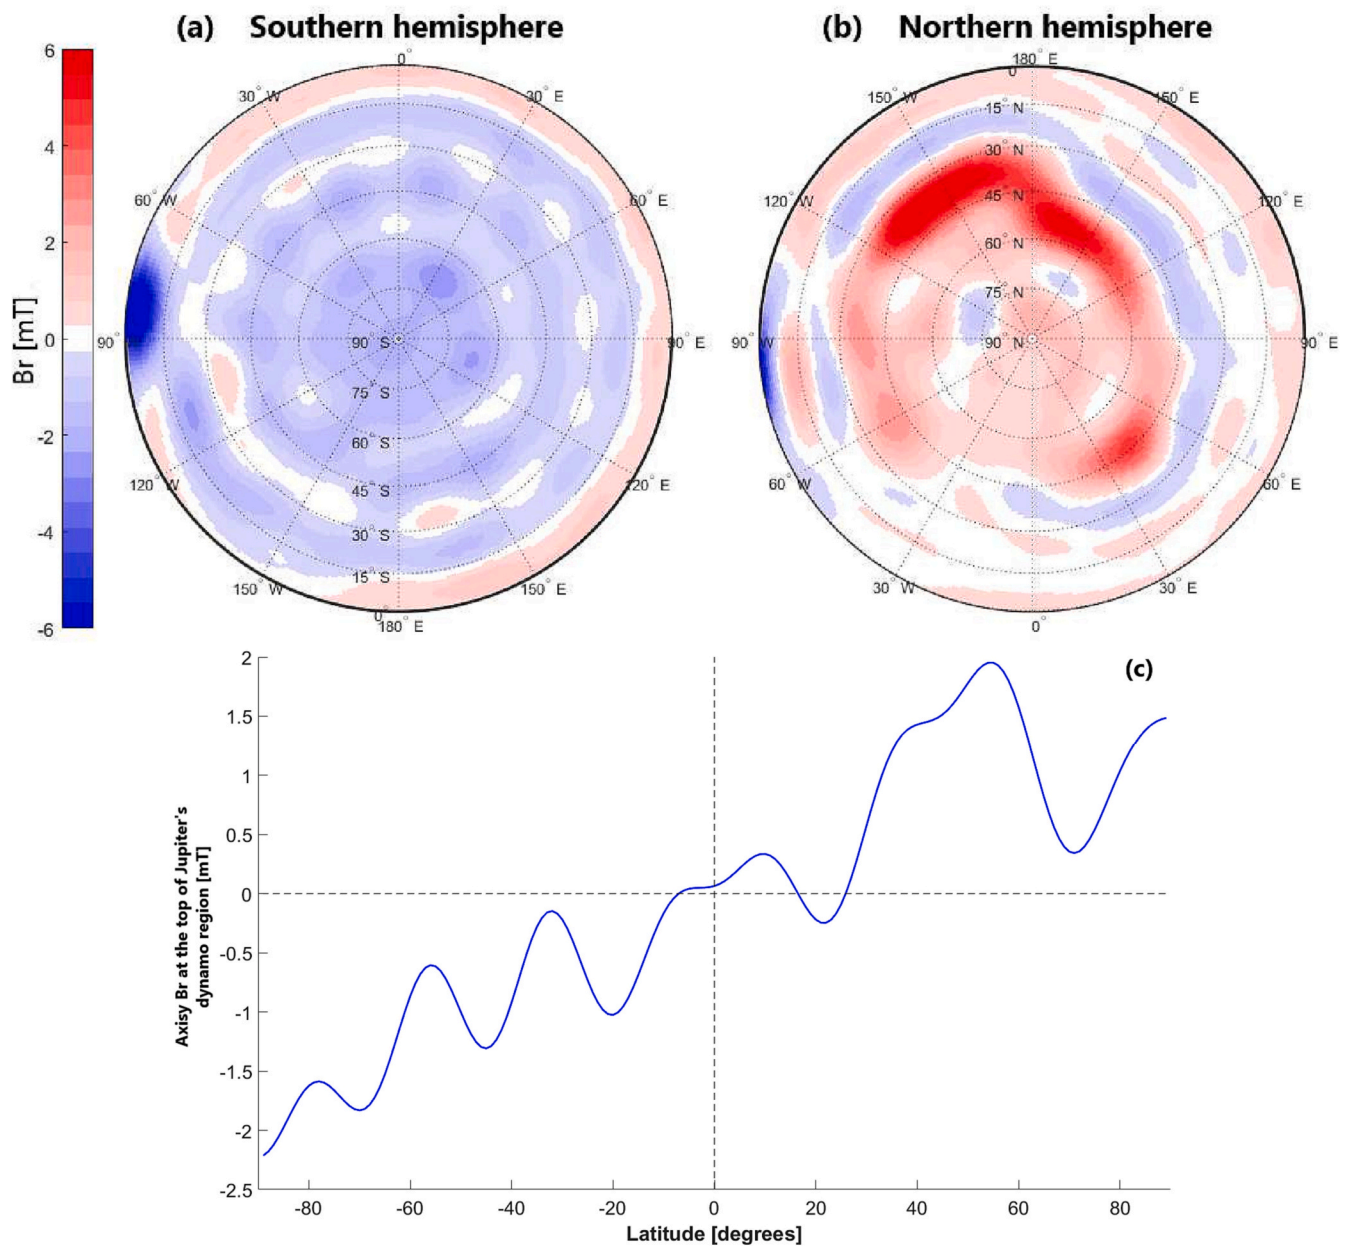 (a) Southern hemisphere
(b) Northern hemisphere
Br [mT]
6
4
2
0
-2
-4
-6
0°
30° W
30° E
60° W
60° E
90°
90° E
120° W
120° E
150° W
150° E
180° E
90° S
75° S
60° S
45° S
30° S
15° S
0°
180° E
0°
150° W
150° E
15° N
30° N
120° W
120° E
45° N
60° N
75° N
90° W
90° N
90° E
60° W
60° E
30° W
30° E
0°
(c)
Axisy Br at the top of Jupiter's
dynamo region [mT]
2
1.5
1
0.5
0
-0.5
-1
-1.5
-2
-2.5
-80 -60 -40 -20 0 20 40 60 80
Latitude [degrees]